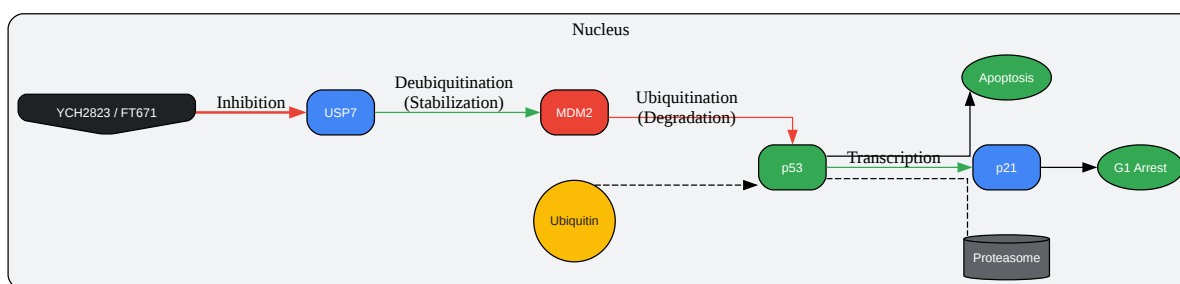 Nucleus
YCH2823 / FT671
Inhibition
USP7
Deubiquitination
(Stabilization)
MDM2
Ubiquitination
(Degradation)
Apoptosis
p53
Transcription
p21
G1 Arrest
Ubiquitin
Proteasome